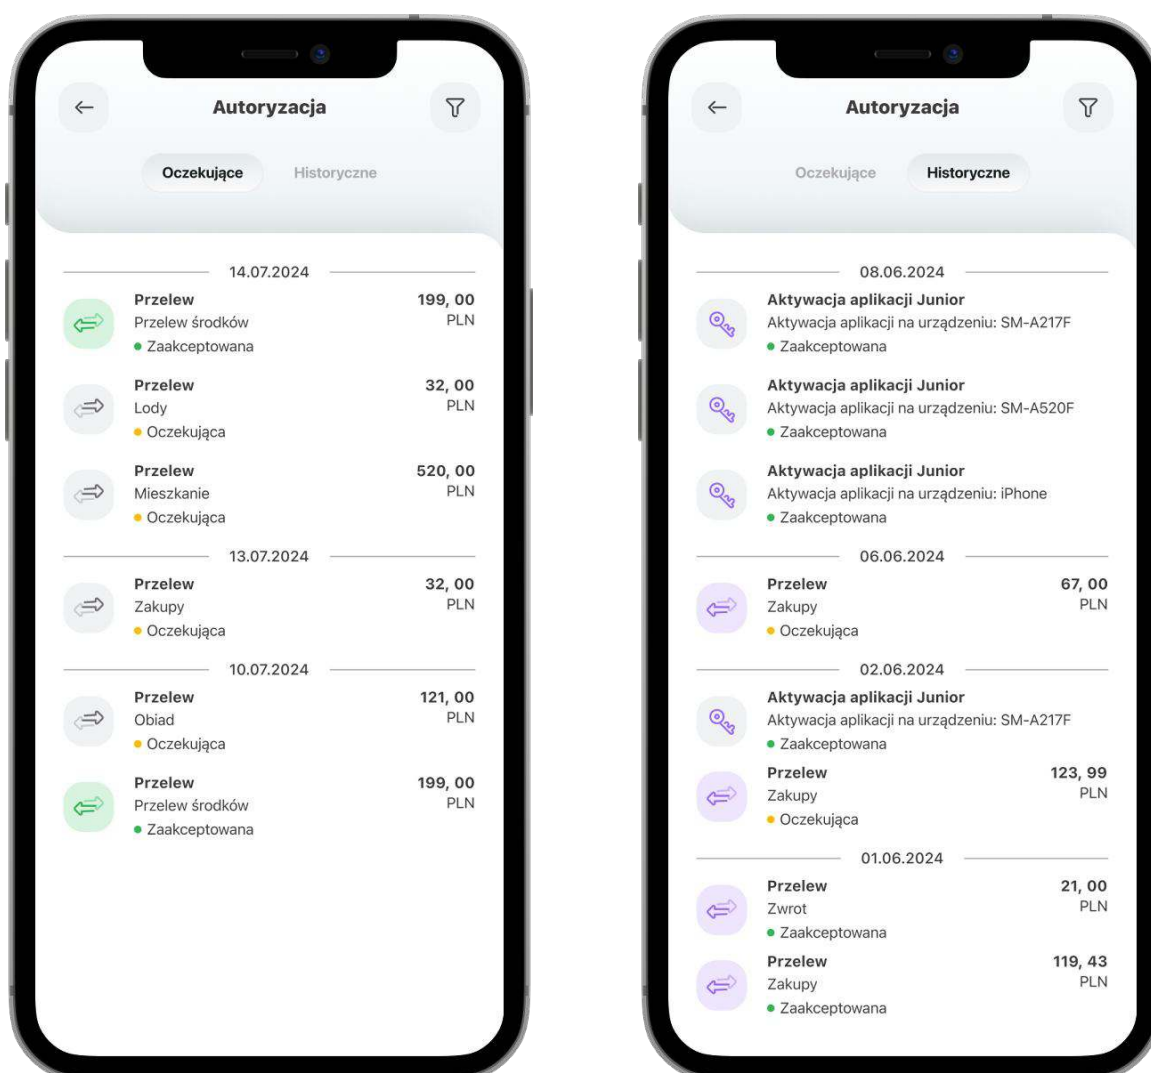 Autoryzacja
Oczekujące Historyczne
14.07.2024
Przelew 199, 00
Przelew środków PLN
Zaakceptowana
Przelew 32, 00
Lody PLN
Oczekująca
Przelew 520, 00
Mieszkanie PLN
Oczekująca
13.07.2024
Przelew 32, 00
Zakupy PLN
Oczekująca
10.07.2024
Przelew 121, 00
Obiad PLN
Oczekująca
Przelew 199, 00
Przelew środków PLN
Zaakceptowana
Autoryzacja
Oczekujące Historyczne
08.06.2024
Aktywacja aplikacji Junior
Aktywacja aplikacji na urządzeniu: SM-A217F
Zaakceptowana
Aktywacja aplikacji Junior
Aktywacja aplikacji na urządzeniu: SM-A520F
Zaakceptowana
Aktywacja aplikacji Junior
Aktywacja aplikacji na urządzeniu: iPhone
Zaakceptowana
06.06.2024
Przelew 67, 00
Zakupy PLN
Oczekująca
02.06.2024
Aktywacja aplikacji Junior
Aktywacja aplikacji na urządzeniu: SM-A217F
Zaakceptowana
Przelew 123, 99
Zakupy PLN
Oczekująca
01.06.2024
Przelew 21, 00
Zwrot PLN
Zaakceptowana
Przelew 119, 43
Zakupy PLN
Zaakceptowana